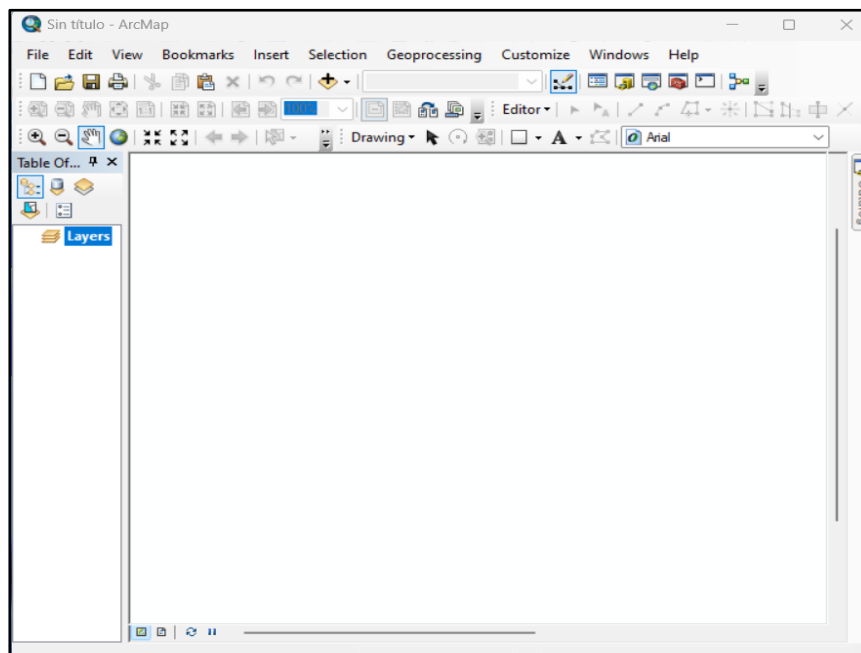 Sin título - ArcMap
File Edit View Bookmarks Insert Selection Geoprocessing Customize Windows Help
100%
Editor
Drawing A Arial
Table Of...
Layers